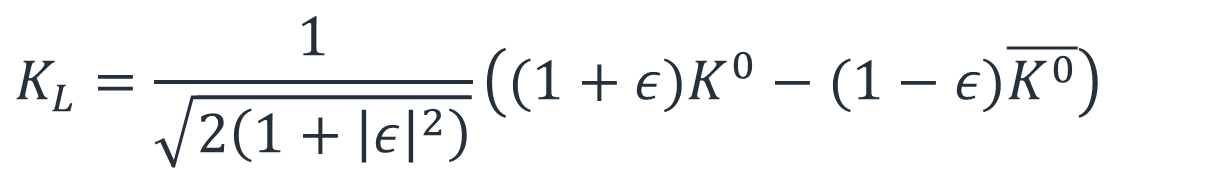 $K_L = \frac{1}{\sqrt{2(1+|\epsilon|^2)}} \left( (1+\epsilon)K^0 - (1-\epsilon)\overline{K^0} \right)$